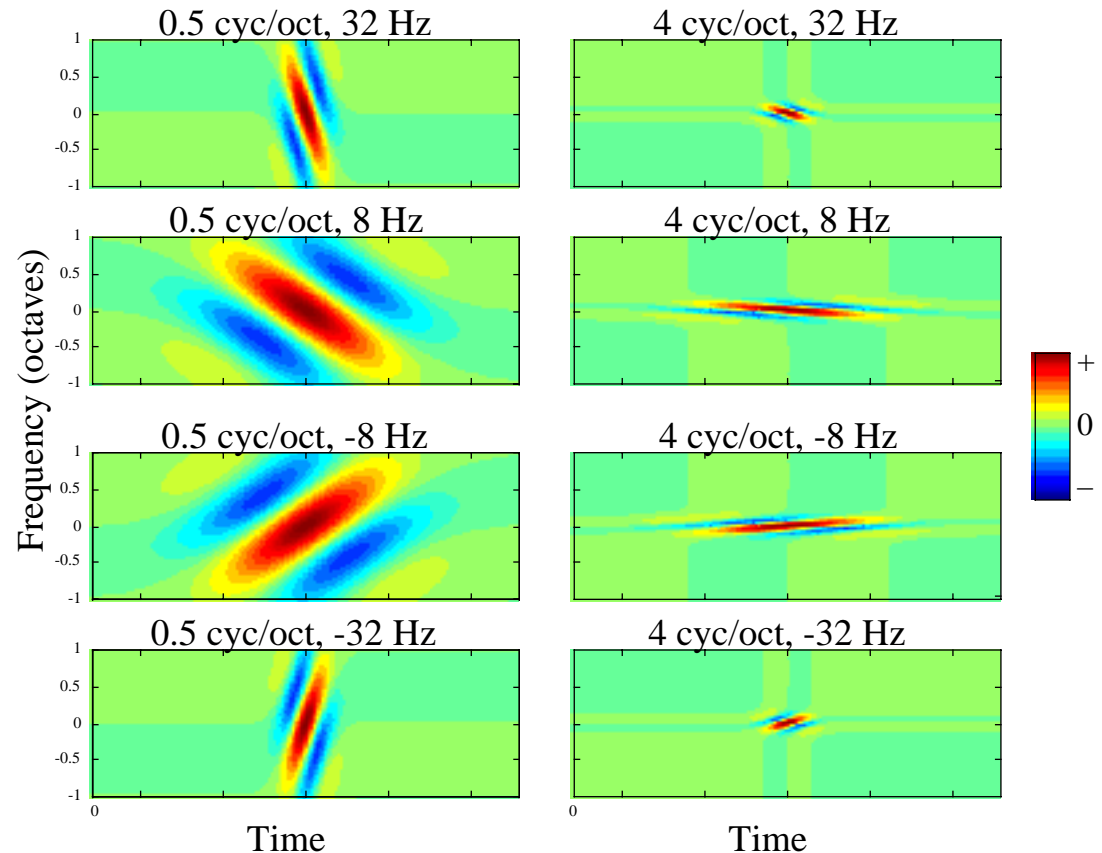 0.5 cyc/oct, 32 Hz
4 cyc/oct, 32 Hz
1
0.5
0
-0.5
-1
0.5 cyc/oct, 8 Hz
4 cyc/oct, 8 Hz
1
0.5
0
-0.5
-1
Frequency (octaves)
+
0
–
0.5 cyc/oct, -8 Hz
4 cyc/oct, -8 Hz
1
0.5
0
-0.5
-1
0.5 cyc/oct, -32 Hz
4 cyc/oct, -32 Hz
1
0.5
0
-0.5
-1
0
0
Time
Time